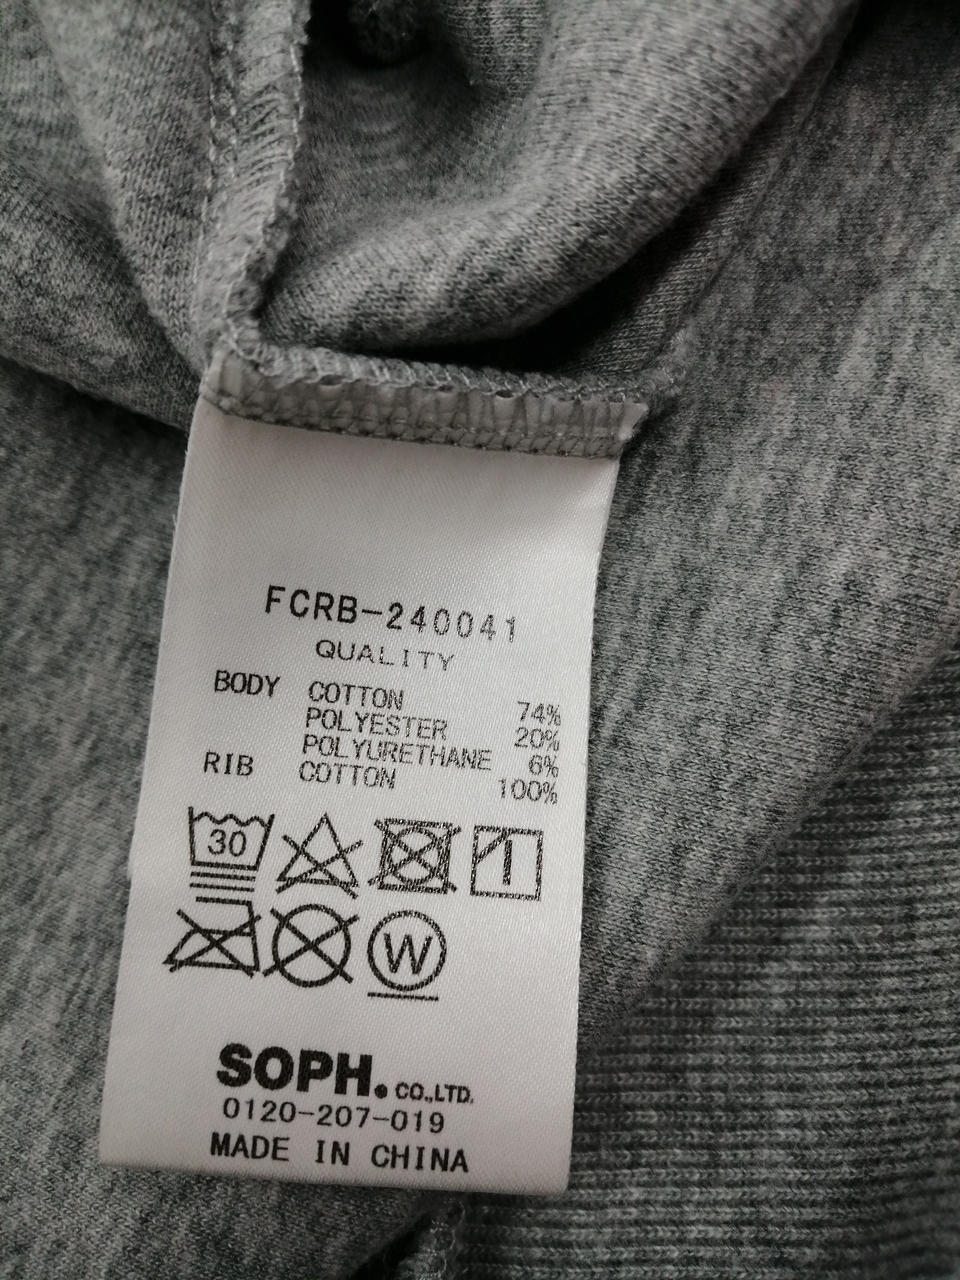 FCRB-240041
QUALITY
BODY COTTON 74%
POLYESTER 20%
POLYURETHANE 6%
RIB COTTON 100%
30
W
SOPH. CO.,LTD.
0120-207-019
MADE IN CHINA